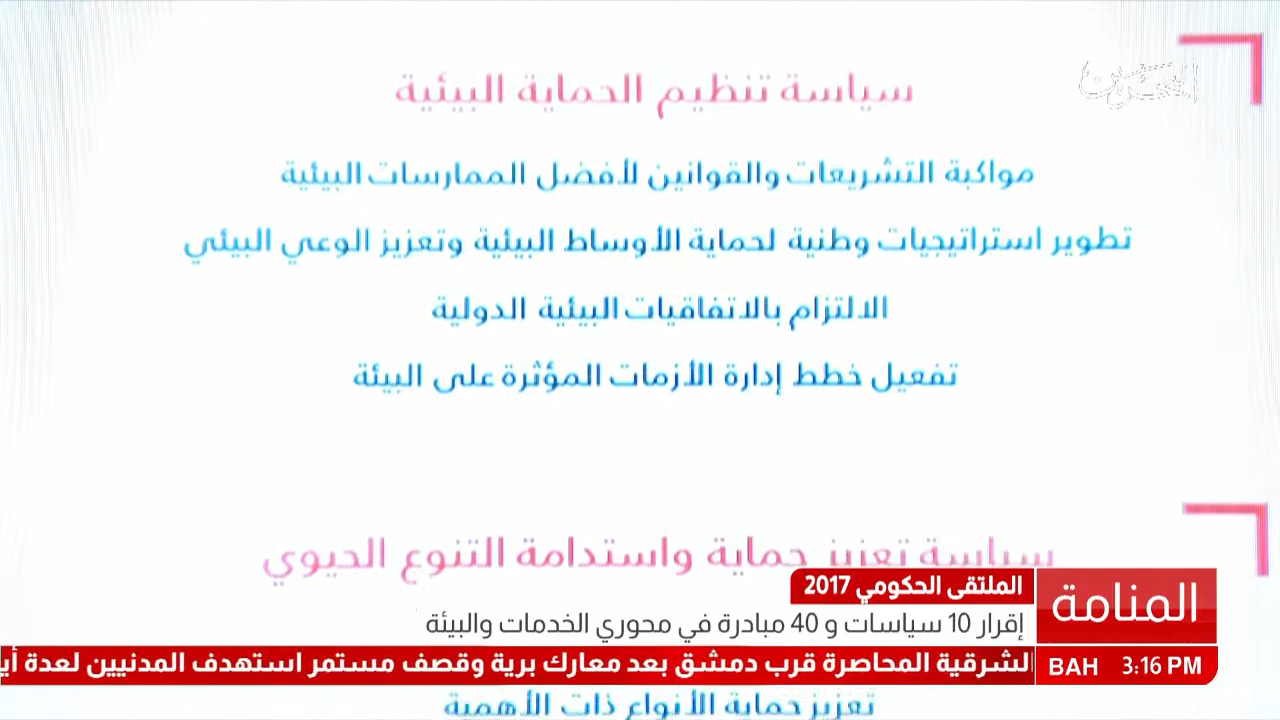 سياسة تنظيم الحماية البيئية
مواكبة التشريعات والقوانين لأفضل الممارسات البيئية
تطوير استراتيجيات وطنية لحماية الأوساط البيئية وتعزيز الوعي البيئي
الالتزام بالاتفاقيات البيئية الدولية
تفعيل خطط إدارة الأزمات المؤثرة على البيئة
سياسة تعزيز حماية واستدامة التنوع الحيوي
الملتقى الحكومي 2017
المنامة
إقرار 10 سياسات و 40 مبادرة في محوري الخدمات والبيئة
الشرقية المحاصرة قرب دمشق بعد معارك برية وقصف مستمر استهدف المدنيين لعدة
BAH 3:16 PM
تعزيز حماية الأنواع ذات الأهمية